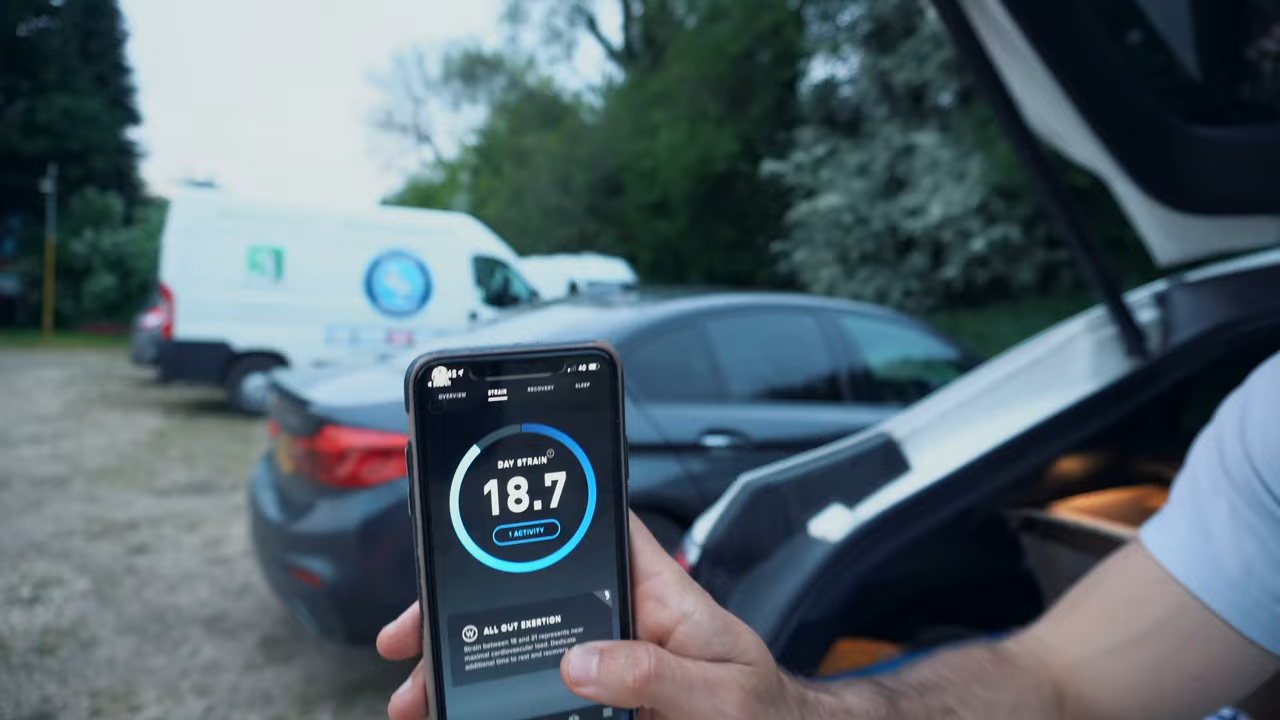 4G
OVERVIEW
STRAIN
RECOVERY
SLEEP
DAY STRAIN
18.7
1 ACTIVITY
W
ALL OUT EXERTION
Strain between 18 and 21 represents near
maximal cardiovascular load. Dedicate
additional time to rest and recovery